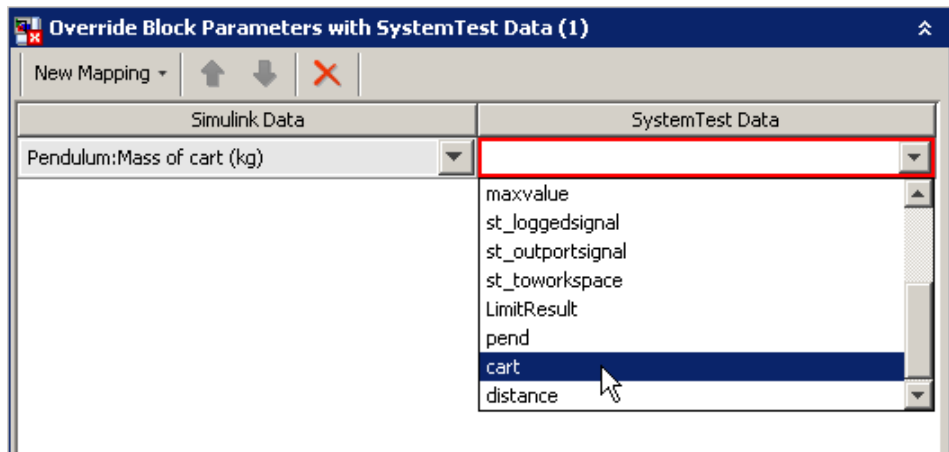 Override Block Parameters with SystemTest Data (1)
New Mapping
Simulink Data SystemTest Data
Pendulum:Mass of cart (kg)
maxvalue
st_loggedsignal
st_outportsignal
st_toworkspace
LimitResult
pend
cart
distance